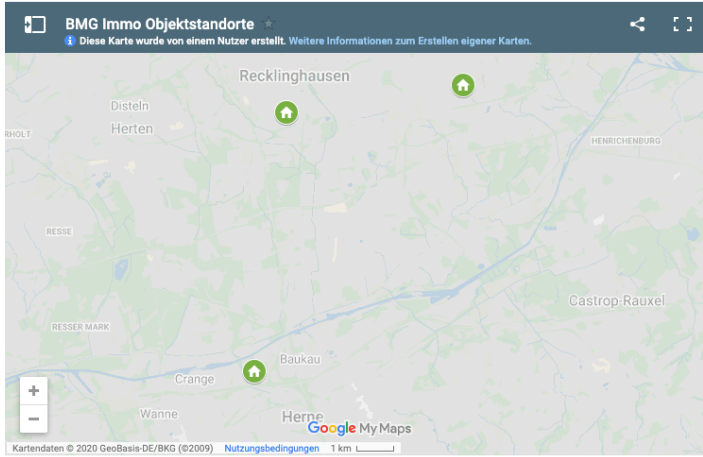 BMG Immo Objektstandorte
Diese Karte wurde von einem Nutzer erstellt. Weitere Informationen zum Erstellen eigener Karten.
Recklinghausen
Disteln
Herten
RHOLT
HENRICHENBURG
RESSE
Castrop-Rauxel
RESSER MARK
Baukau
Crange
Wanne
Herne
Google My Maps
Kartendaten © 2020 GeoBasis-DE/BKG (©2009) Nutzungsbedingungen 1 km